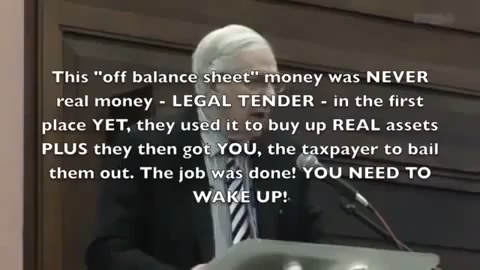 This "off balance sheet" money was NEVER
real money - LEGAL TENDER - in the first
place YET, they used it to buy up REAL assets
PLUS they then got YOU, the taxpayer to bail
them out. The job was done! YOU NEED TO
WAKE UP!